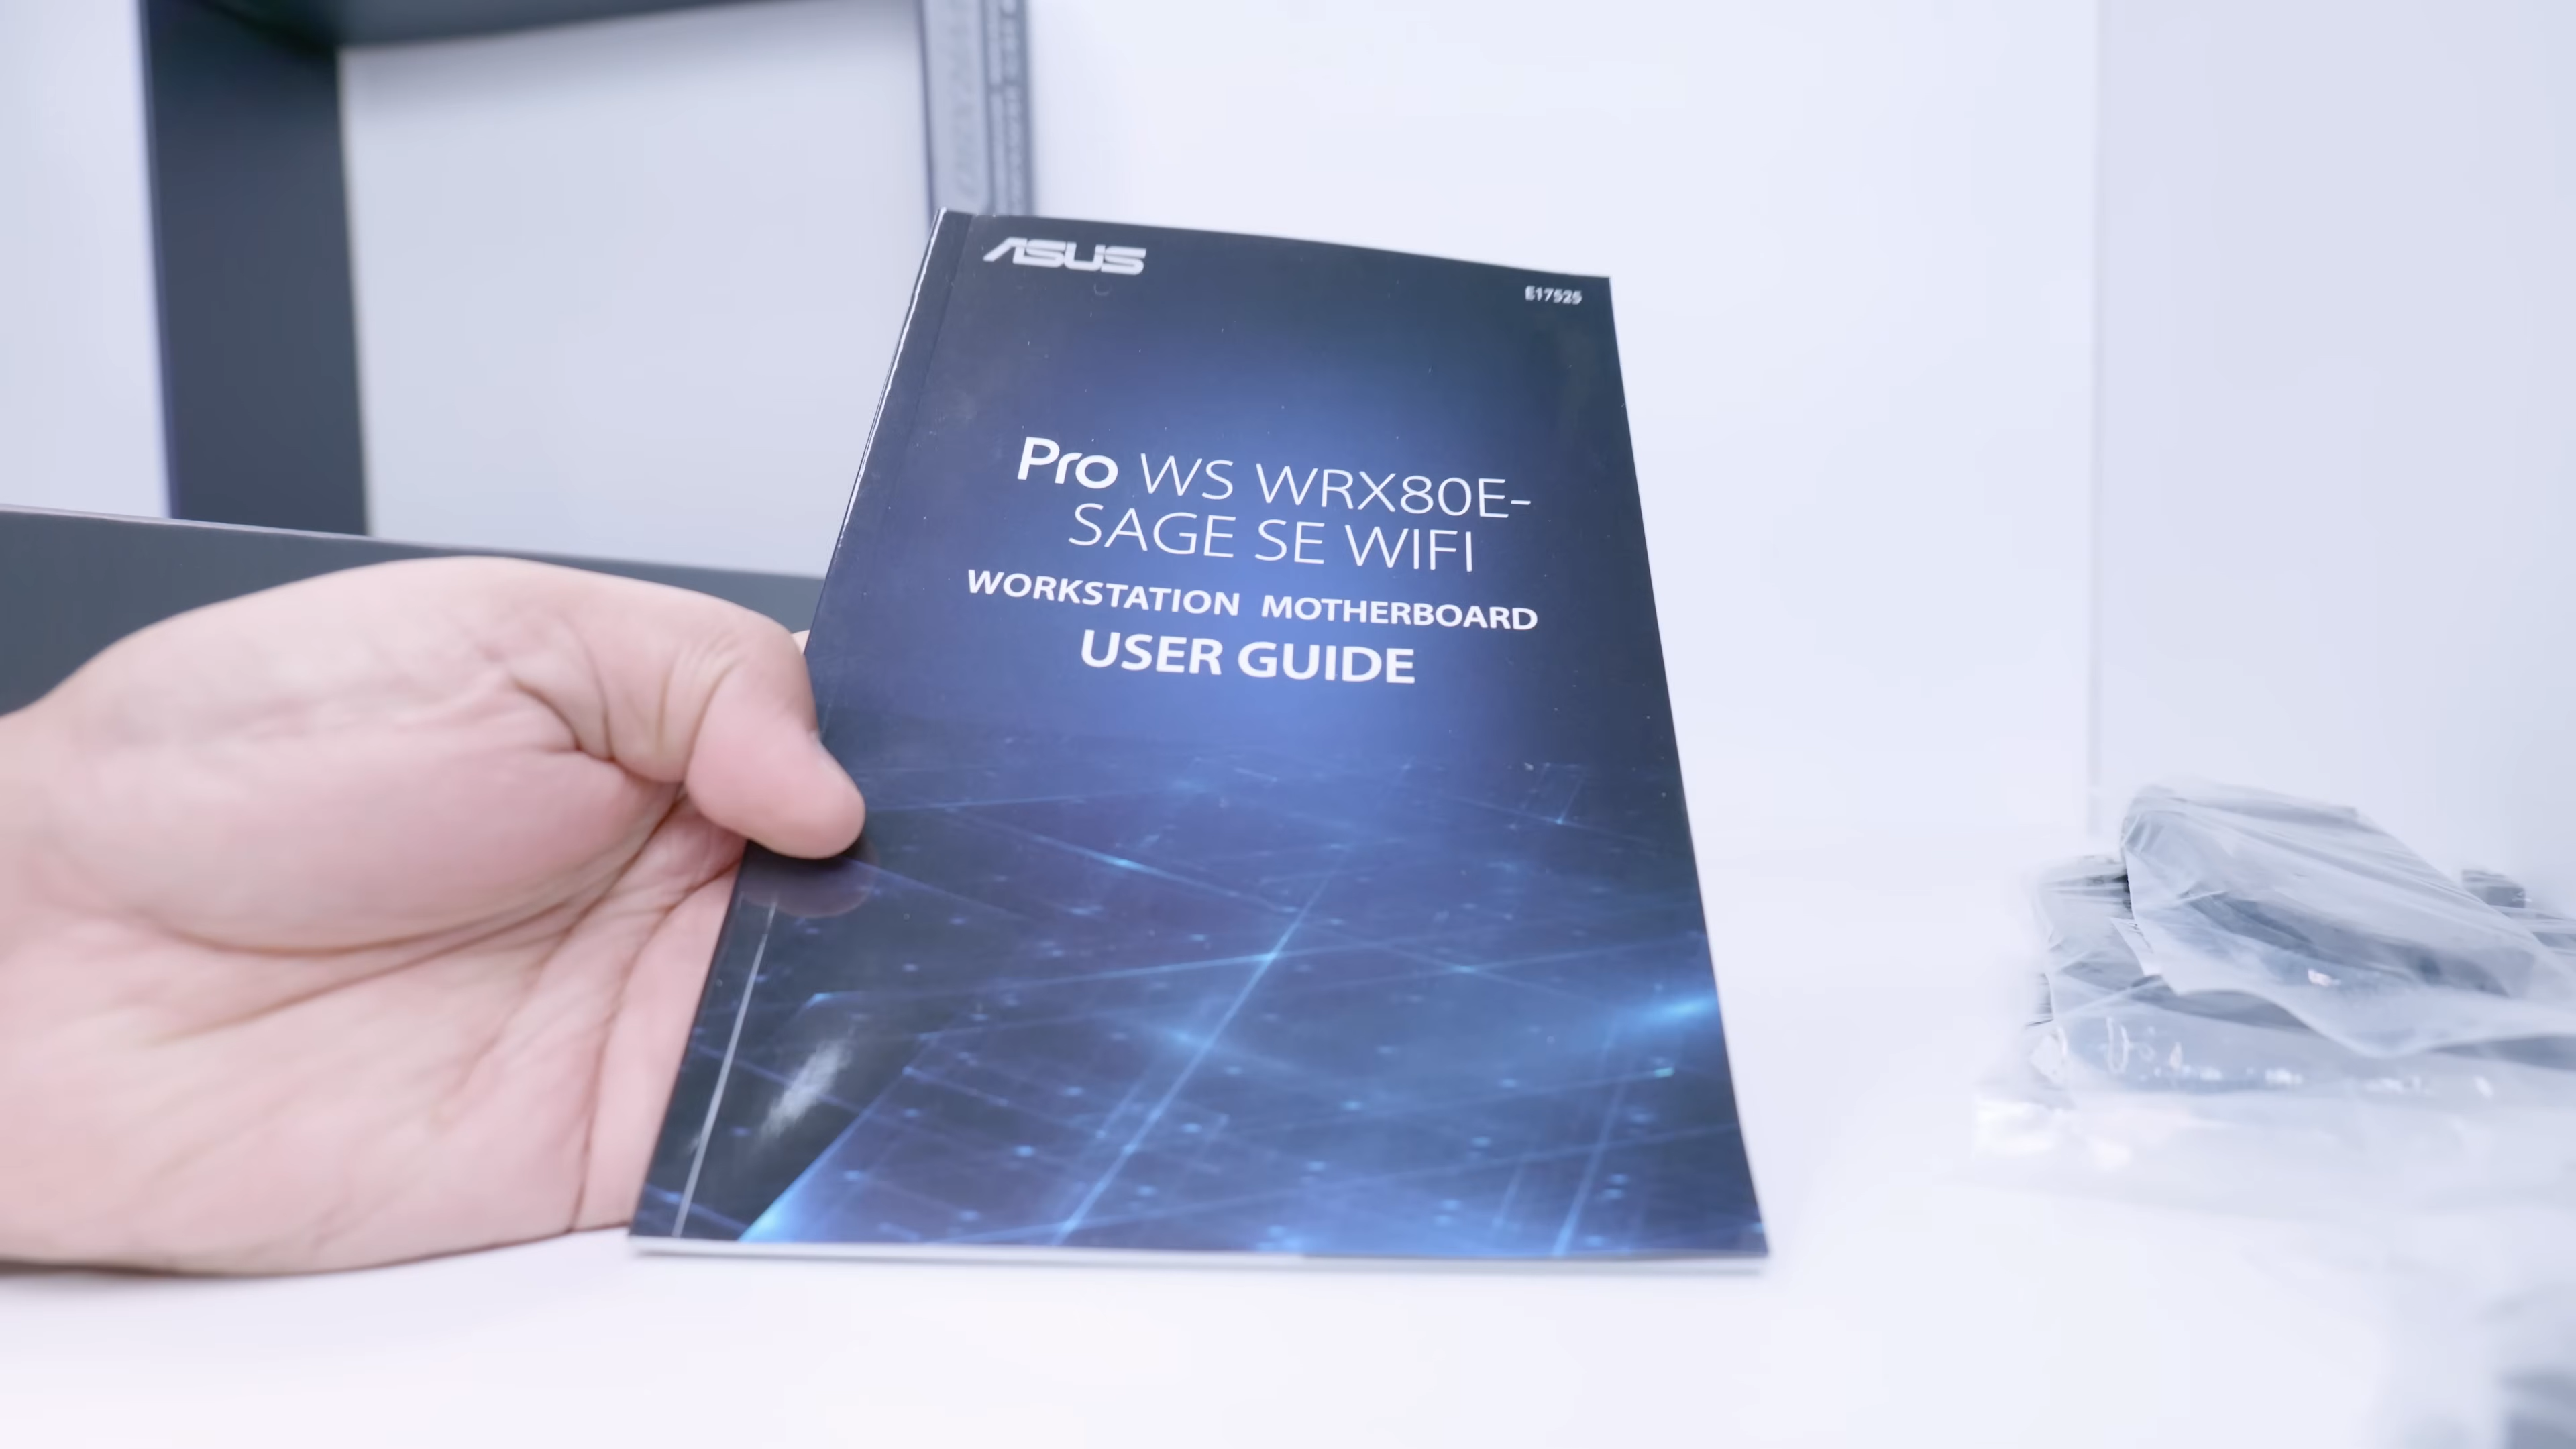 ASUS
E17525
Pro WS WRX80E-
SAGE SE WIFI
WORKSTATION MOTHERBOARD
USER GUIDE